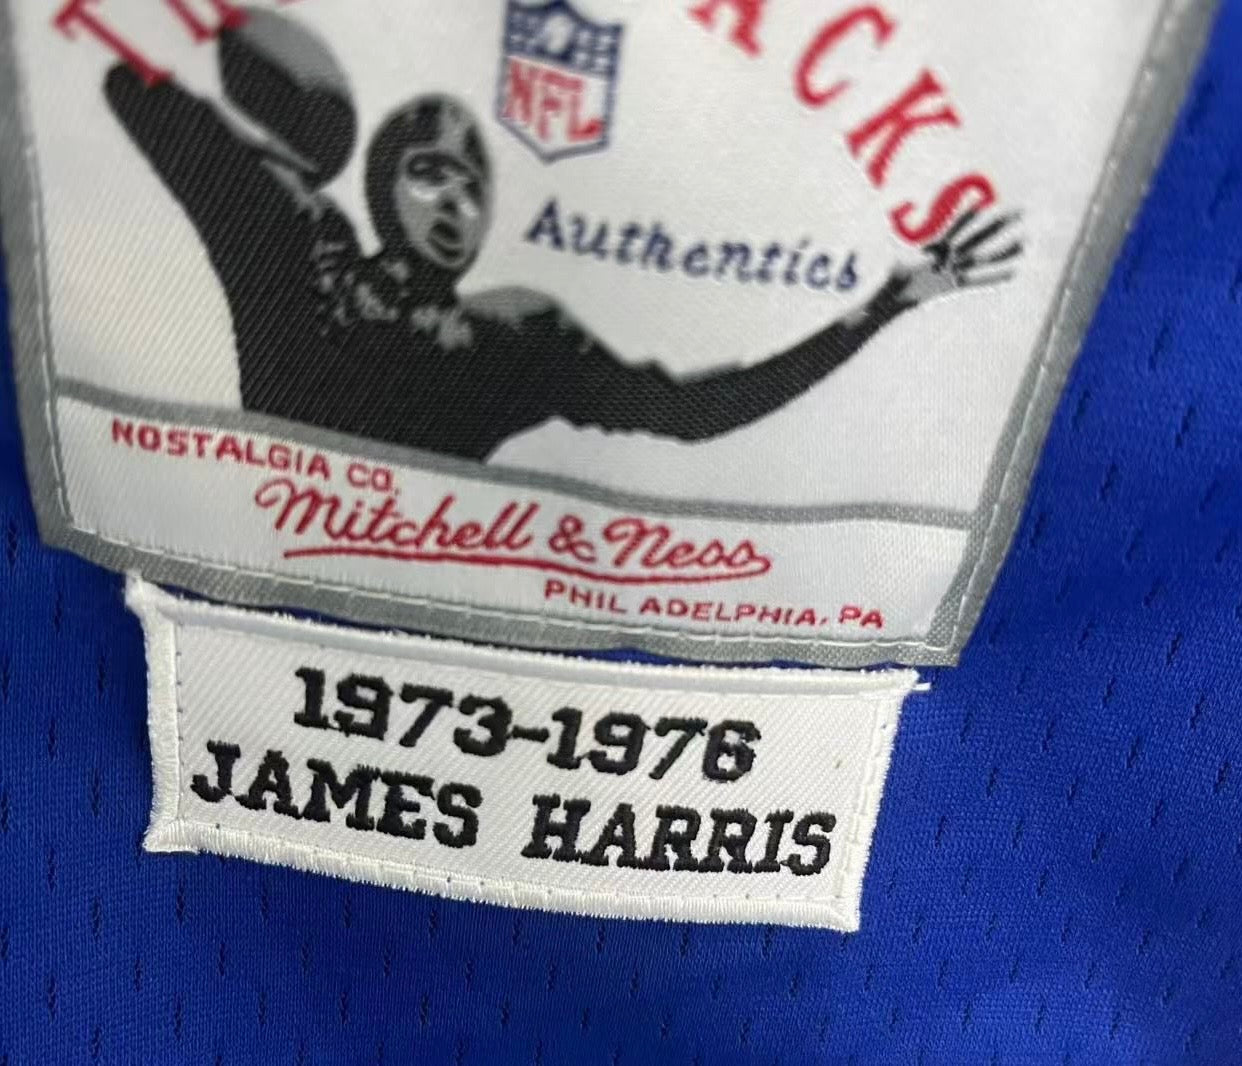 ACKS
NFL
Authentics
NOSTALGIA CO.
Mitchell & Ness
PHILADELPHIA, PA
1973-1976
JAMES HARRIS